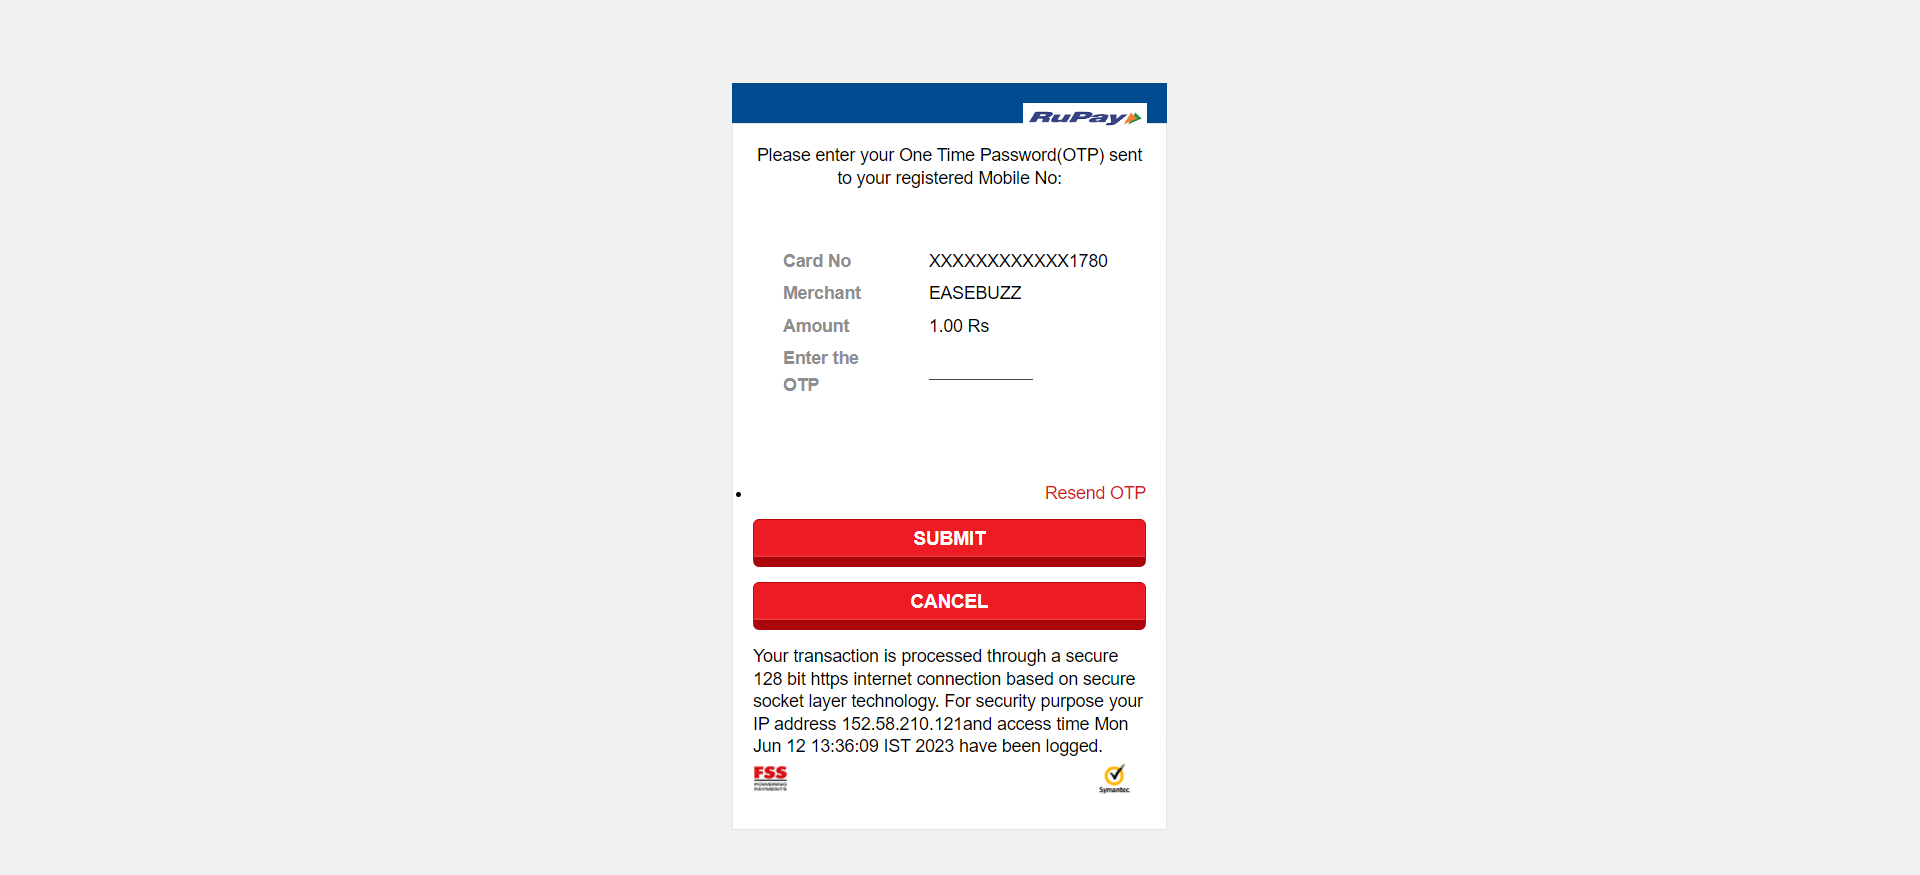 RuPay
Please enter your One Time Password(OTP) sent
to your registered Mobile No:
Card No XXXXXXXXXXXX1780
Merchant EASEBUZZ
Amount 1.00 Rs
Enter the
OTP
Resend OTP
SUBMIT
CANCEL
Your transaction is processed through a secure
128 bit https internet connection based on secure
socket layer technology. For security purpose your
IP address 152.58.210.121and access time Mon
Jun 12 13:36:09 IST 2023 have been logged.
FSS
POWERING
PAYMENTS
Symantec